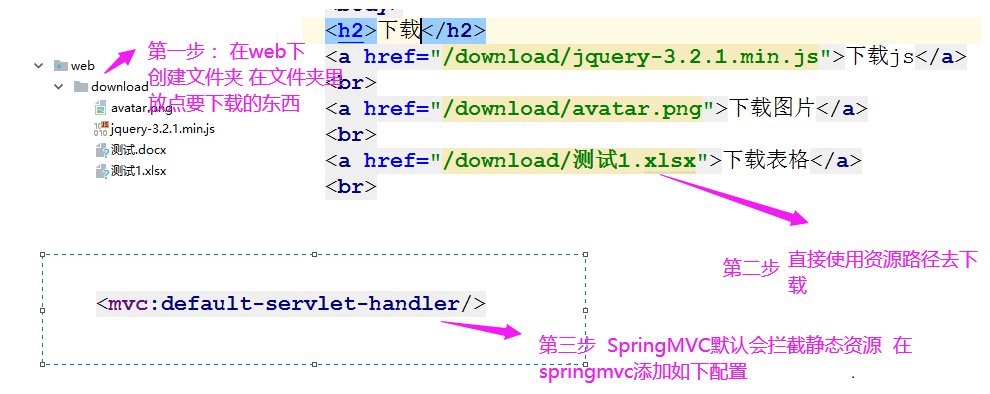 <body>
<h2>下载</h2>
<a href="/download/jquery-3.2.1.min.js">下载js</a>
<br>
<a href="/download/avatar.png">下载图片</a>
<br>
<a href="/download/测试1.xlsx">下载表格</a>
<br>
第一步： 在web下
创建文件夹 在文件夹里
放点要下载的东西
web
download
avatar.png
jquery-3.2.1.min.js
测试.docx
测试1.xlsx
第二步 直接使用资源路径去下
载
<mvc:default-servlet-handler/>
第三步 SpringMVC默认会拦截静态资源 在
springmvc添加如下配置 .